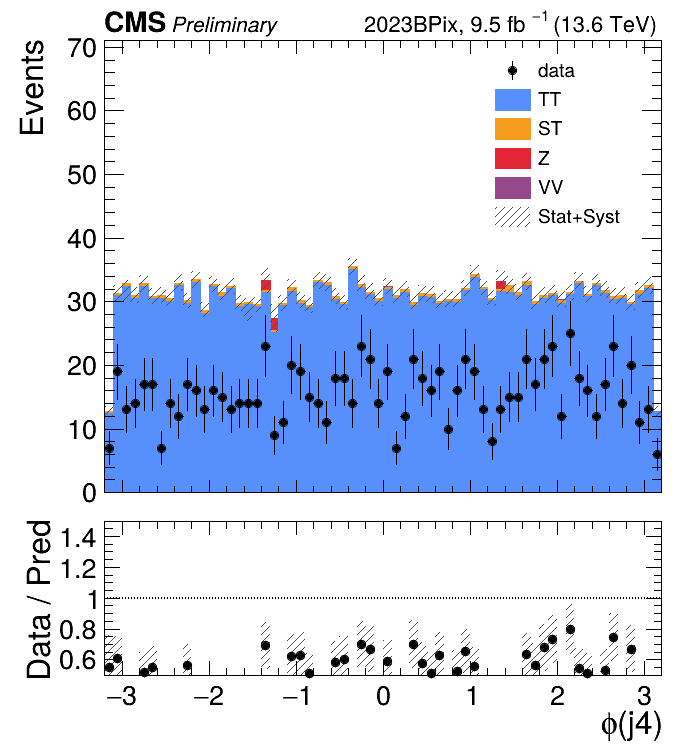 CMS Preliminary 2023BPix, 9.5 fb⁻¹ (13.6 TeV)
Events
70
60
50
40
30
20
10
0
data
TT
ST
Z
VV
Stat+Syst
Data / Pred
1.4
1.2
1
0.8
0.6
−3 −2 −1 0 1 2 3
ϕ(j4)